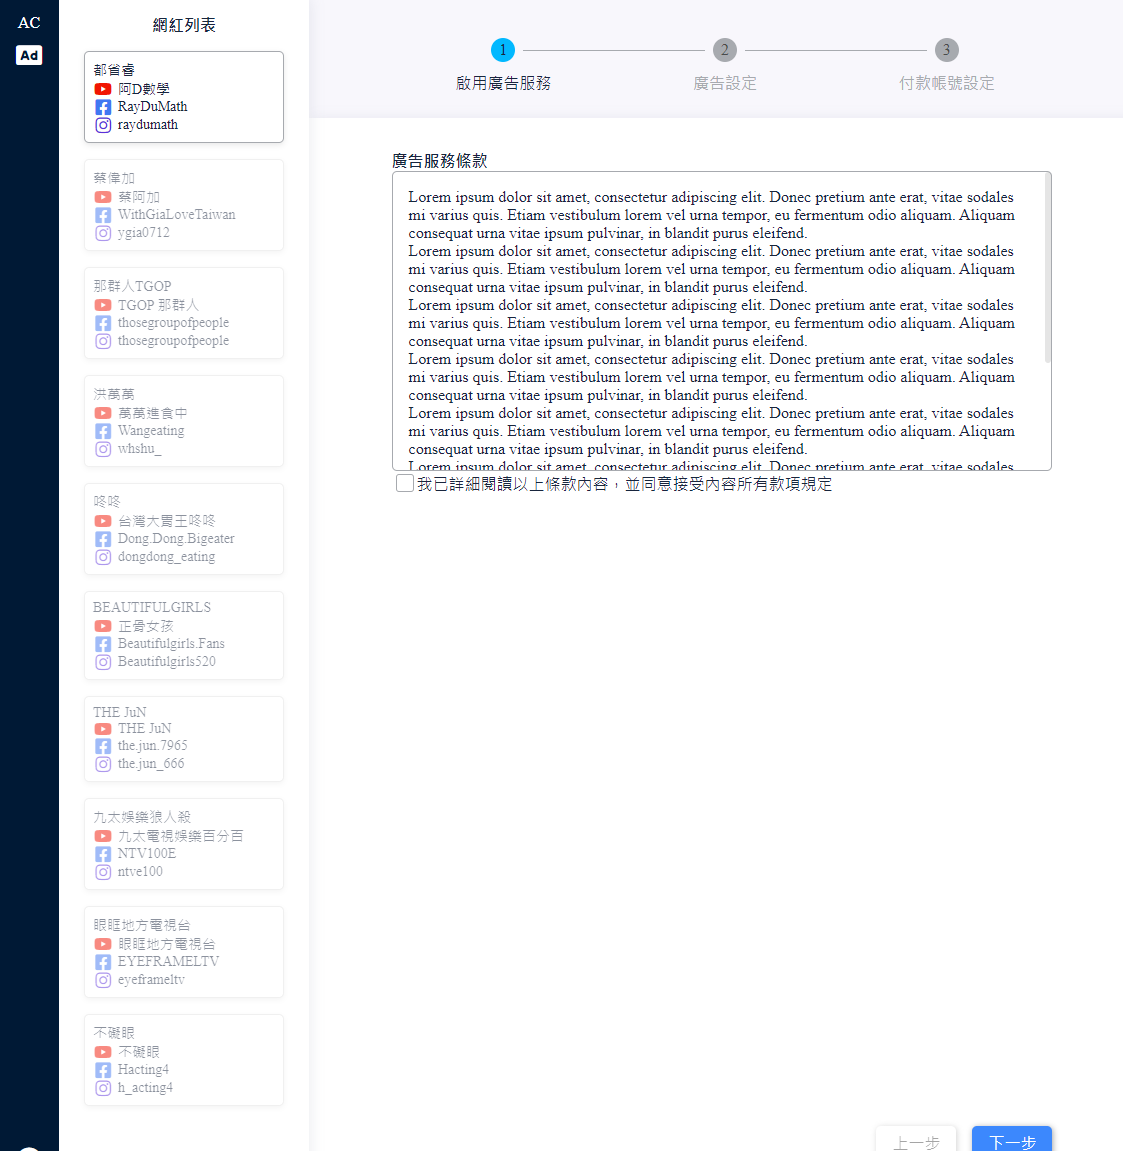 AC
Ad
網紅列表
都省睿
阿D數學
RayDuMath
raydumath
蔡偉加
蔡阿加
WithGiaLoveTaiwan
ygia0712
那群人TGOP
TGOP 那群人
thosegroupofpeople
thosegroupofpeople
洪萬萬
萬萬進食中
Wangeating
whshu_
咚咚
台灣大胃王咚咚
Dong.Dong.Bigeater
dongdong_eating
BEAUTIFULGIRLS
正骨女孩
Beautifulgirls.Fans
Beautifulgirls520
THE JuN
THE JuN
the.jun.7965
the.jun_666
九太娛樂狼人殺
九太電視娛樂百分百
NTV100E
ntve100
眼眶地方電視台
眼眶地方電視台
EYEFRAMELTV
eyeframeltv
不礙眼
不礙眼
Hacting4
h_acting4
1
2
3
啟用廣告服務
廣告設定
付款帳號設定
廣告服務條款
Lorem ipsum dolor sit amet, consectetur adipiscing elit. Donec pretium ante erat, vitae sodales
mi varius quis. Etiam vestibulum lorem vel urna tempor, eu fermentum odio aliquam. Aliquam
consequat urna vitae ipsum pulvinar, in blandit purus eleifend.
Lorem ipsum dolor sit amet, consectetur adipiscing elit. Donec pretium ante erat, vitae sodales
mi varius quis. Etiam vestibulum lorem vel urna tempor, eu fermentum odio aliquam. Aliquam
consequat urna vitae ipsum pulvinar, in blandit purus eleifend.
Lorem ipsum dolor sit amet, consectetur adipiscing elit. Donec pretium ante erat, vitae sodales
mi varius quis. Etiam vestibulum lorem vel urna tempor, eu fermentum odio aliquam. Aliquam
consequat urna vitae ipsum pulvinar, in blandit purus eleifend.
Lorem ipsum dolor sit amet, consectetur adipiscing elit. Donec pretium ante erat, vitae sodales
mi varius quis. Etiam vestibulum lorem vel urna tempor, eu fermentum odio aliquam. Aliquam
consequat urna vitae ipsum pulvinar, in blandit purus eleifend.
Lorem ipsum dolor sit amet, consectetur adipiscing elit. Donec pretium ante erat, vitae sodales
mi varius quis. Etiam vestibulum lorem vel urna tempor, eu fermentum odio aliquam. Aliquam
consequat urna vitae ipsum pulvinar, in blandit purus eleifend.
Lorem ipsum dolor sit amet, consectetur adipiscing elit. Donec pretium ante erat, vitae sodales
我已詳細閱讀以上條款內容，並同意接受內容所有款項規定
上一步
下一步